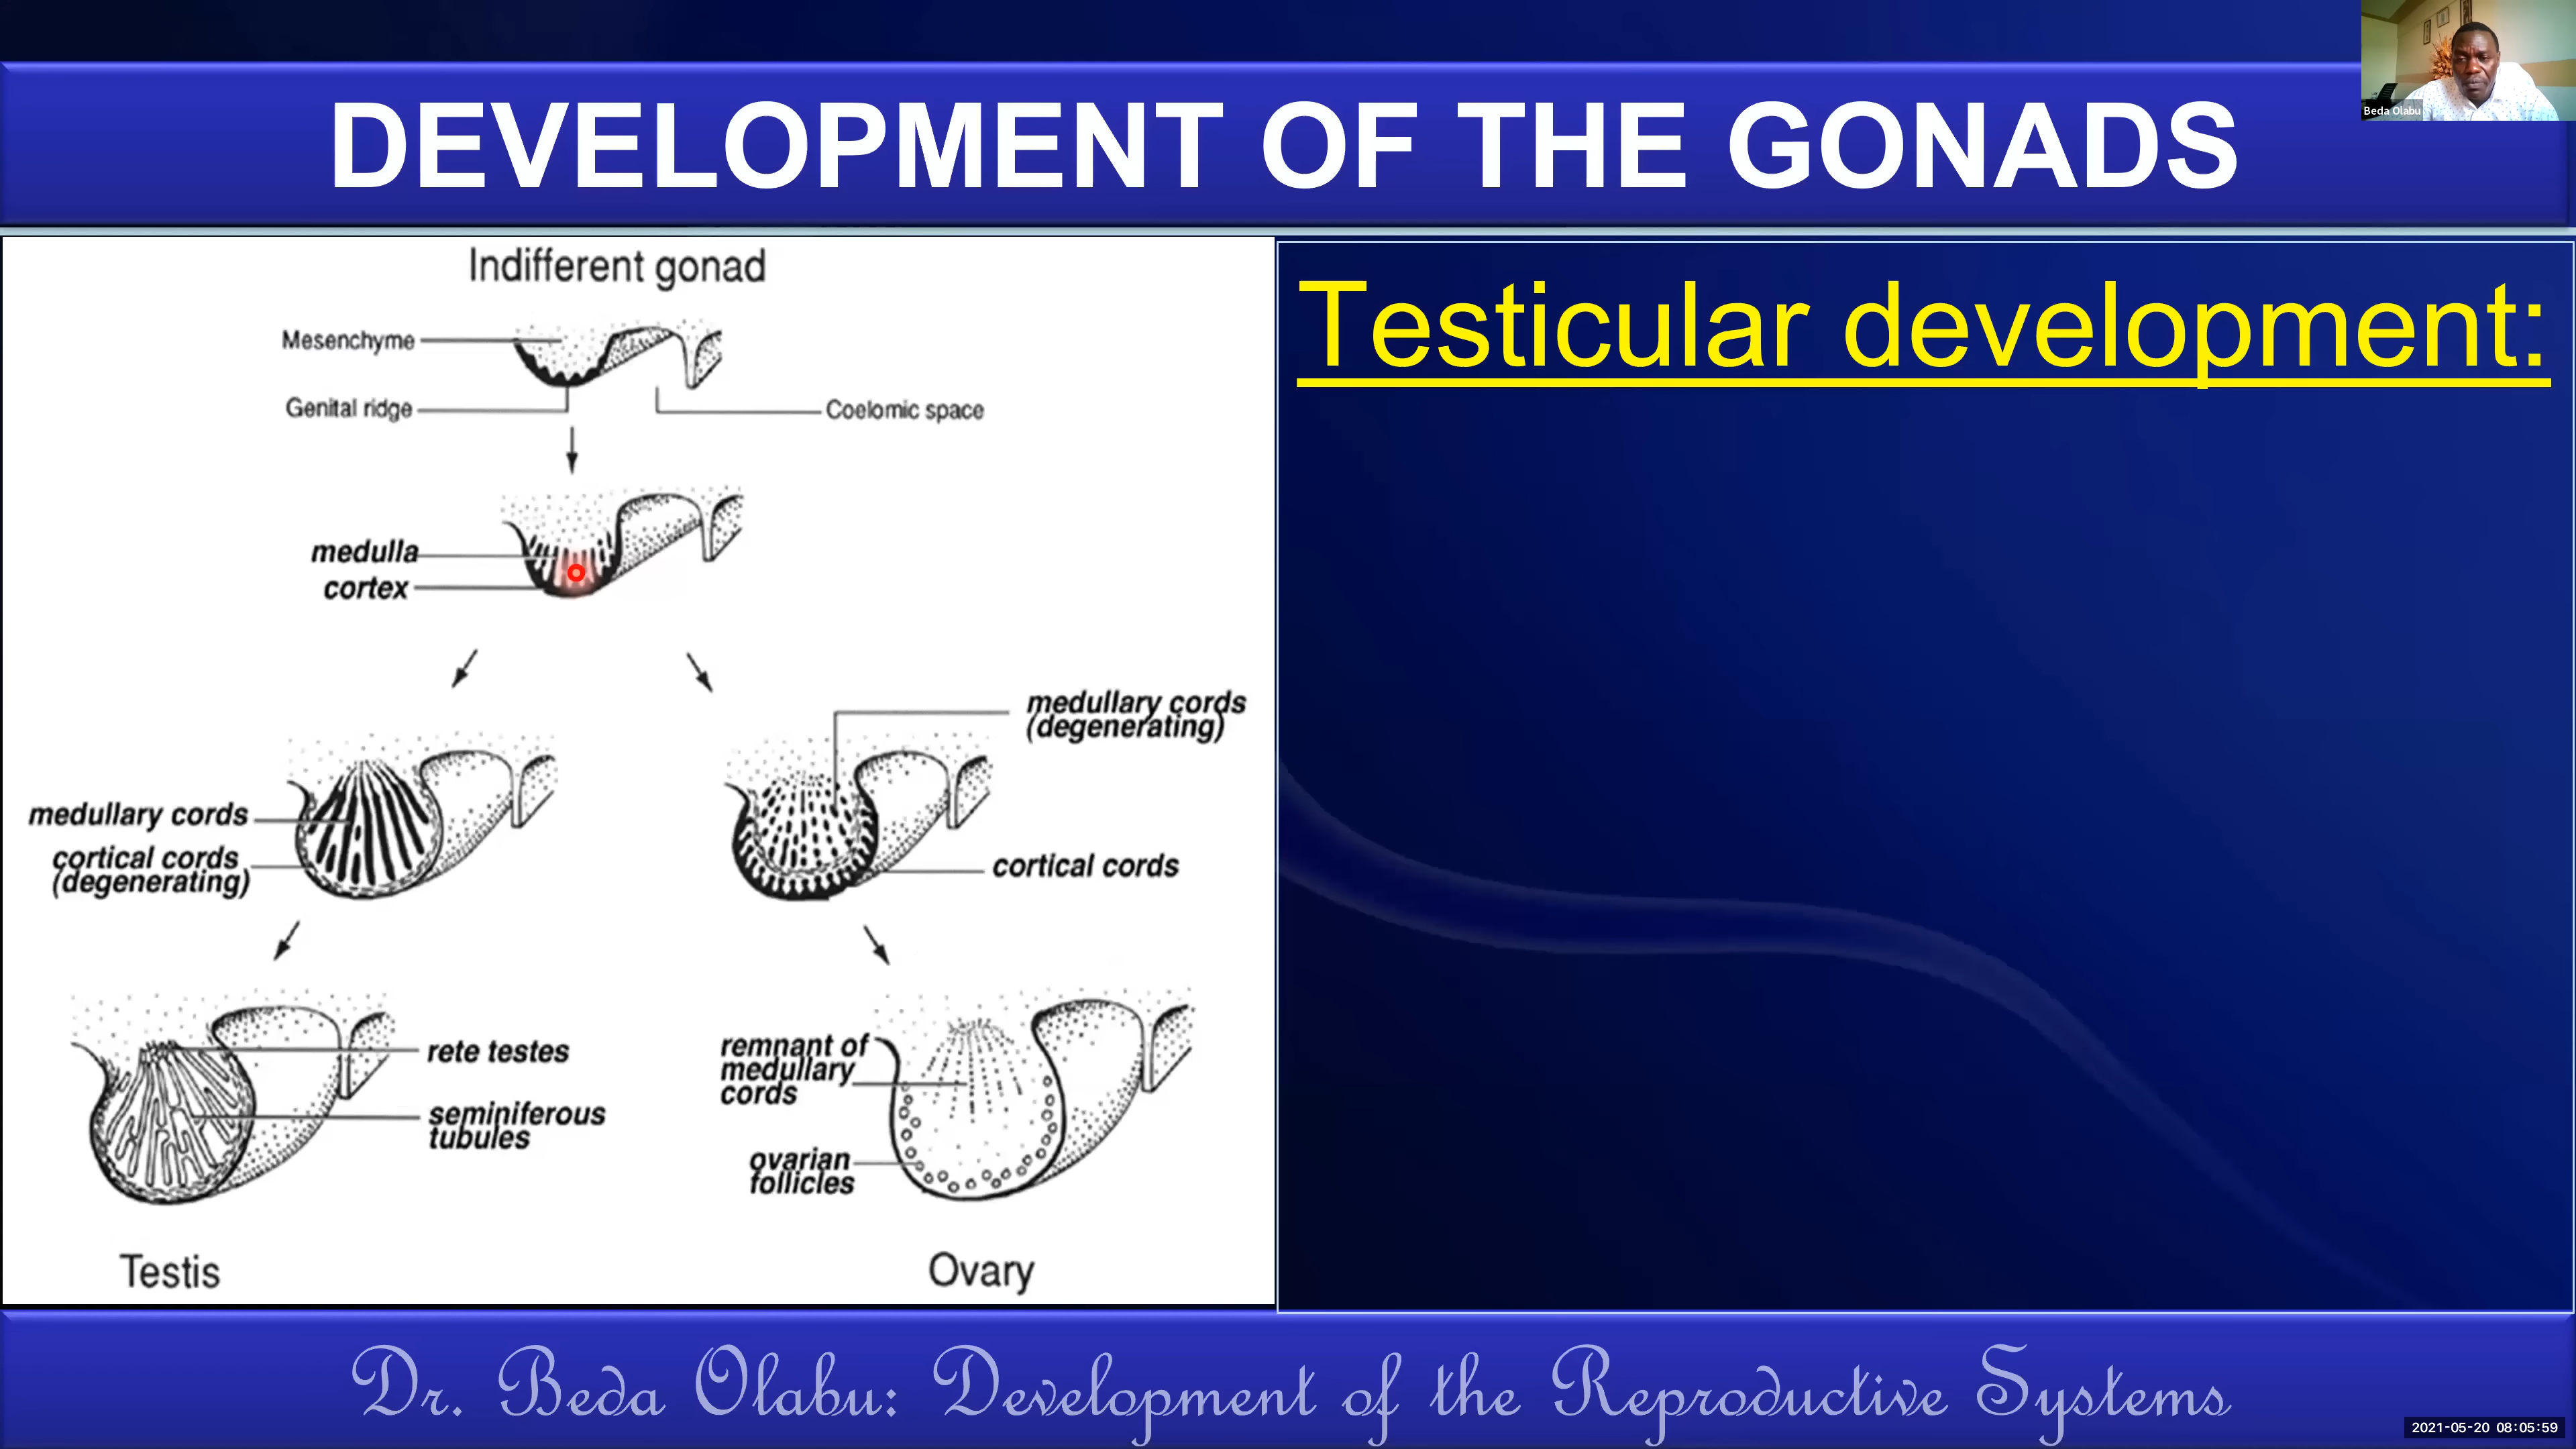 DEVELOPMENT OF THE GONADS
Beda Olabu
Indifferent gonad
Mesenchyme
Genital ridge
Coelomic space
medulla
cortex
medullary cords
(degenerating)
medullary cords
cortical cords
(degenerating)
cortical cords
rete testes
seminiferous
tubules
remnant of
medullary
cords
ovarian
follicles
Testis
Ovary
Testicular development:
Dr. Beda Olabu: Development of the Reproductive Systems
2021-05-20 08:05:59